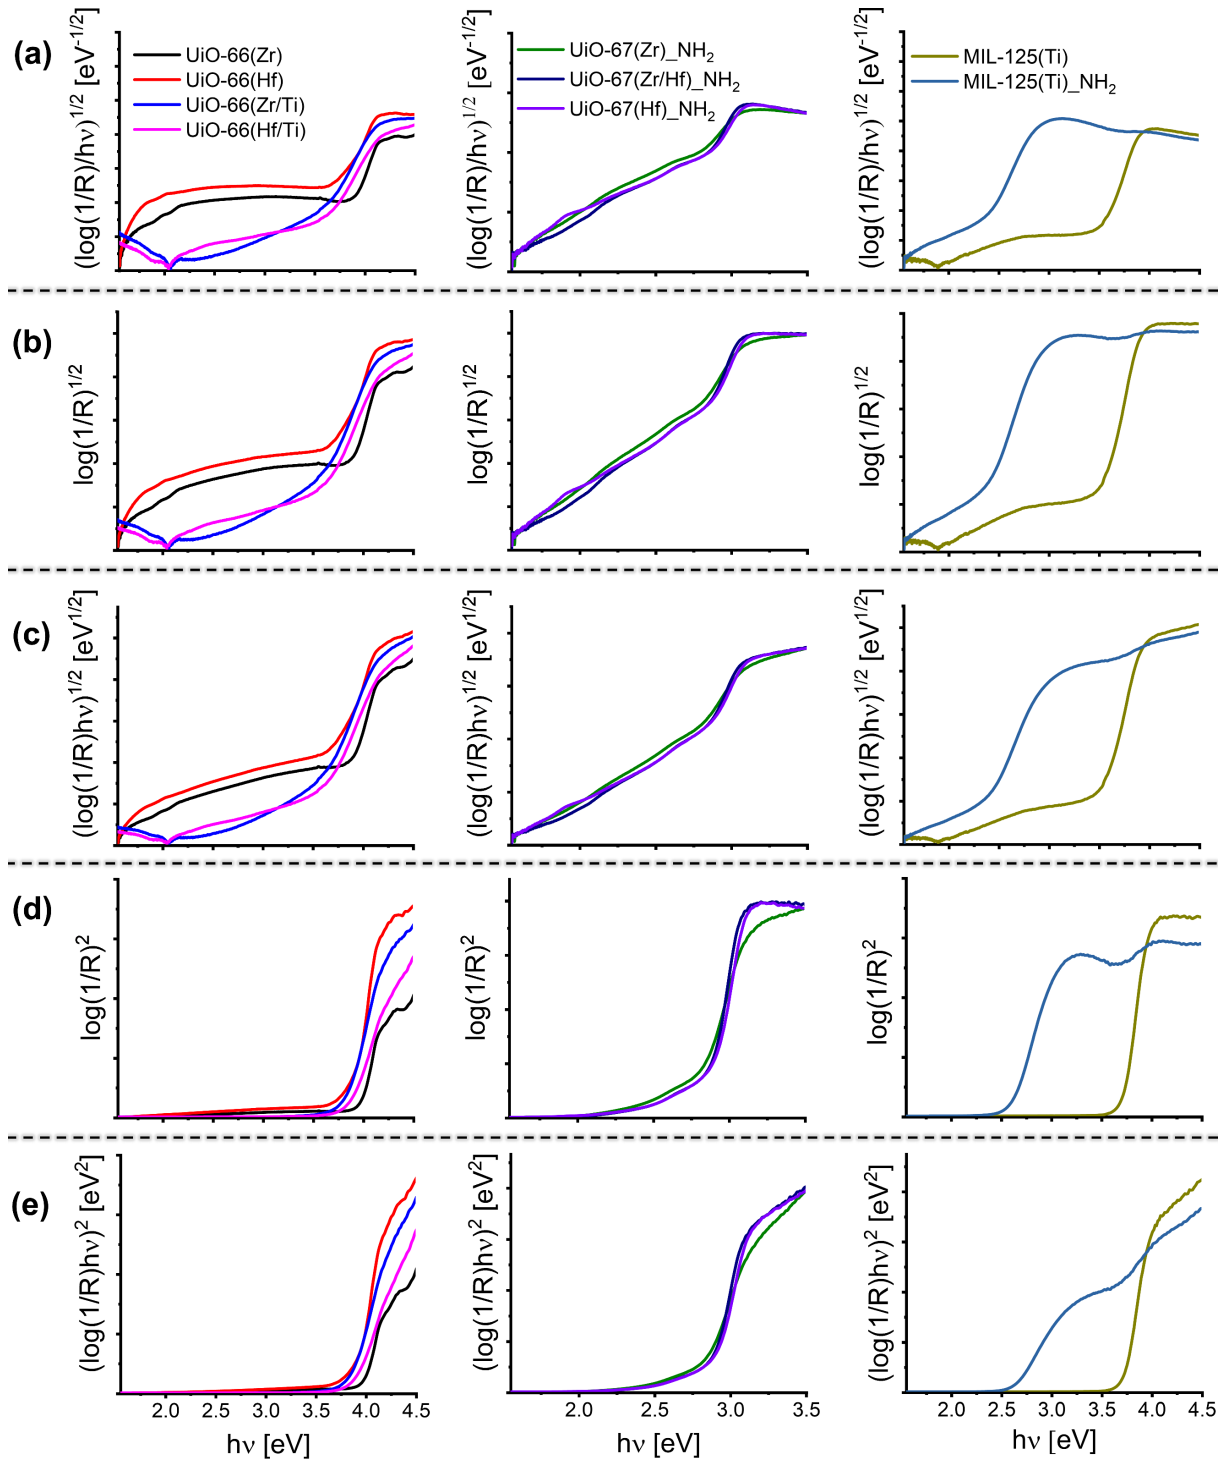 (a)
(log(1/R)/hν)^1/2 [eV^-1/2]
UiO-66(Zr)
UiO-66(Hf)
UiO-66(Zr/Ti)
UiO-66(Hf/Ti)
(log(1/R)/hν)^1/2 [eV^-1/2]
UiO-67(Zr)_NH2
UiO-67(Zr/Hf)_NH2
UiO-67(Hf)_NH2
(log(1/R)/hν)^1/2 [eV^-1/2]
MIL-125(Ti)
MIL-125(Ti)_NH2
(b)
log(1/R)^1/2
log(1/R)^1/2
log(1/R)^1/2
(c)
(log(1/R)hν)^1/2 [eV^1/2]
(log(1/R)hν)^1/2 [eV^1/2]
(log(1/R)hν)^1/2 [eV^1/2]
(d)
log(1/R)^2
log(1/R)^2
log(1/R)^2
(e)
(log(1/R)hν)^2 [eV^2]
(log(1/R)hν)^2 [eV^2]
(log(1/R)hν)^2 [eV^2]
2.0 2.5 3.0 3.5 4.0 4.5
2.0 2.5 3.0 3.5
2.0 2.5 3.0 3.5 4.0 4.5
hν [eV]
hν [eV]
hν [eV]